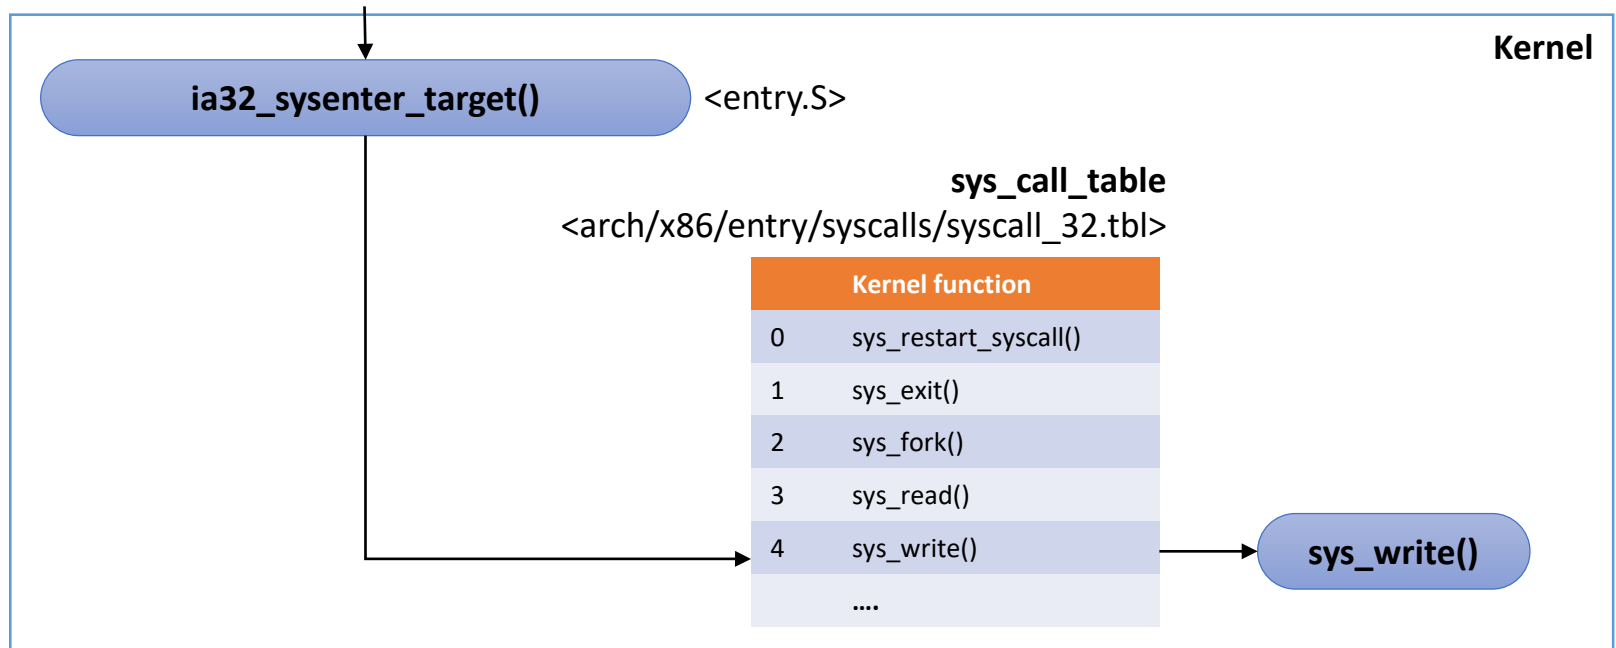 Kernel
ia32_sysenter_target()
<entry.S>
sys_call_table
<arch/x86/entry/syscalls/syscall_32.tbl>
Kernel function
0 sys_restart_syscall()
1 sys_exit()
2 sys_fork()
3 sys_read()
4 sys_write()
....
sys_write()